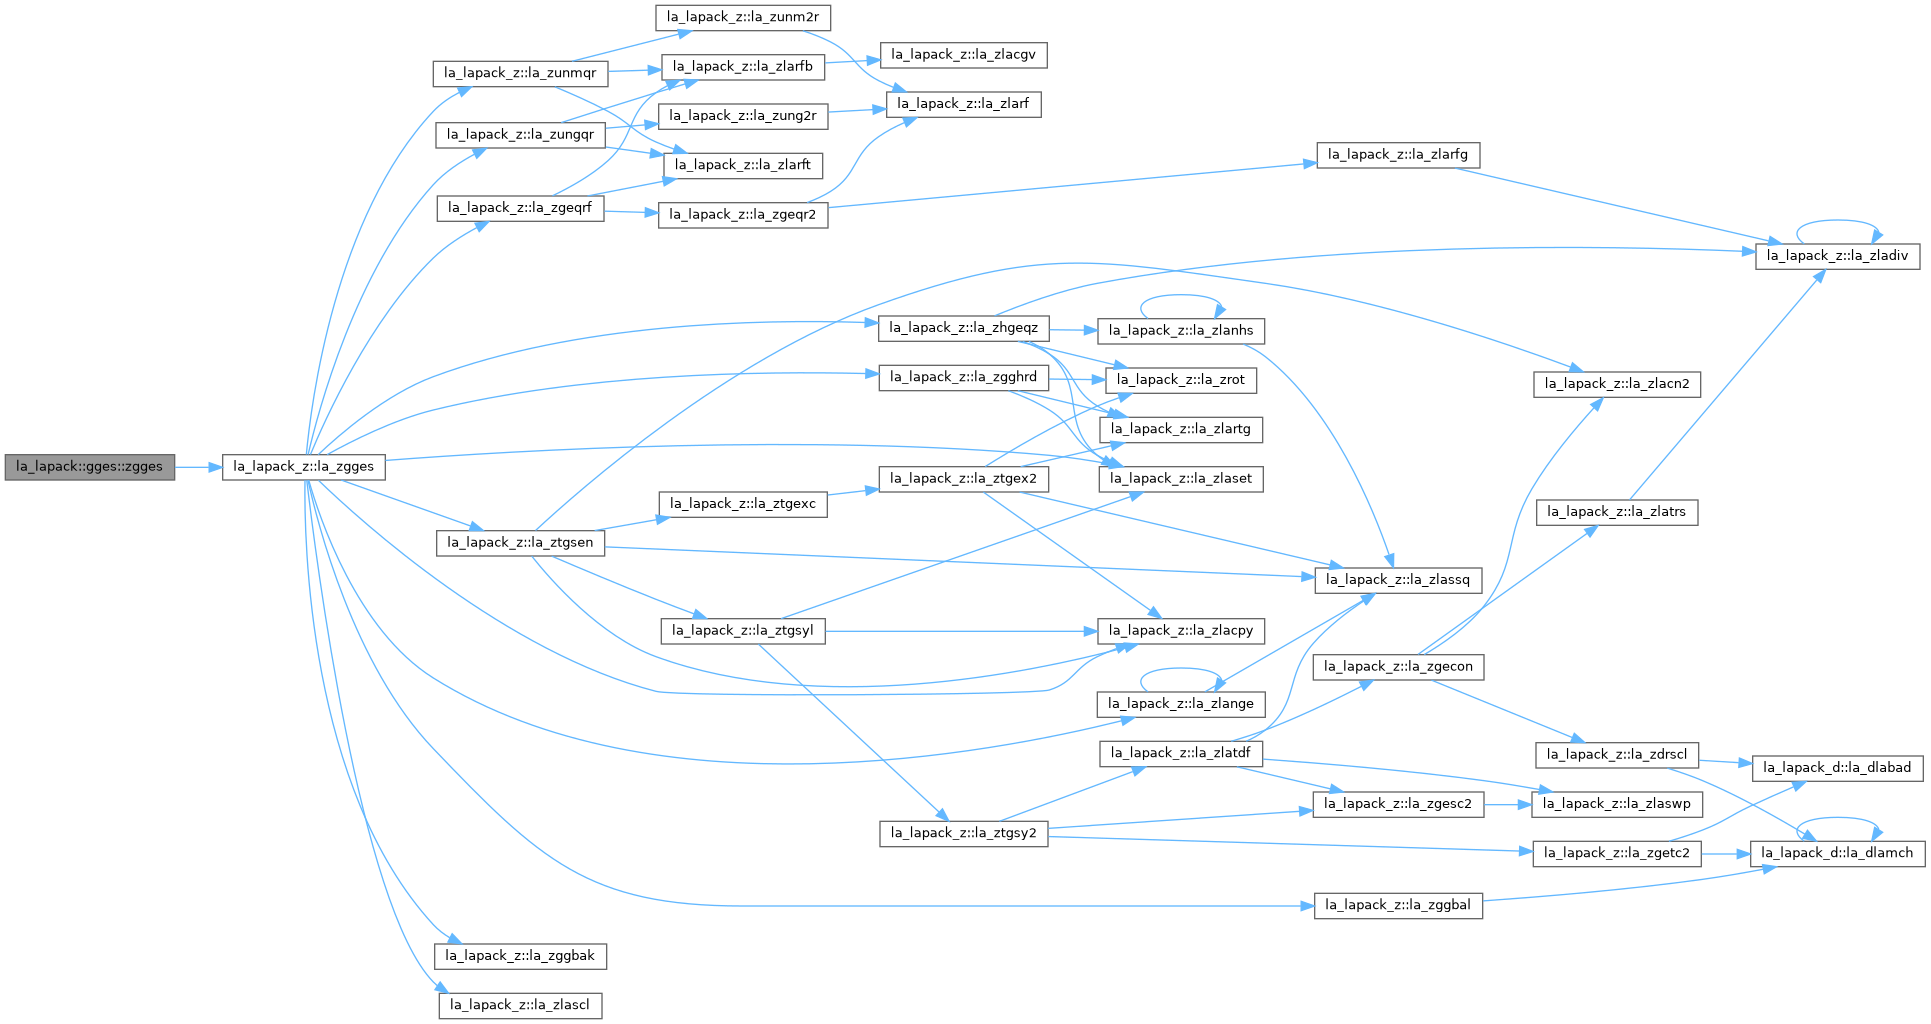 la_lapack_z::la_zunm2r
la_lapack_z::la_zlacgv
la_lapack_z::la_zunmqr
la_lapack_z::la_zlarfb
la_lapack_z::la_zlarf
la_lapack_z::la_zung2r
la_lapack_z::la_zungqr
la_lapack_z::la_zlarft
la_lapack_z::la_zlarfg
la_lapack_z::la_zgeqrf
la_lapack_z::la_zgeqr2
la_lapack_z::la_zladiv
la_lapack_z::la_zhgeqz
la_lapack_z::la_zlanhs
la_lapack_z::la_zgghrd
la_lapack_z::la_zrot
la_lapack_z::la_zlacn2
la_lapack_z::la_zlartg
la_lapack::gges::zgges
la_lapack_z::la_zgges
la_lapack_z::la_ztgex2
la_lapack_z::la_zlaset
la_lapack_z::la_ztgexc
la_lapack_z::la_zlatrs
la_lapack_z::la_ztgsen
la_lapack_z::la_zlassq
la_lapack_z::la_ztgsyl
la_lapack_z::la_zlacpy
la_lapack_z::la_zgecon
la_lapack_z::la_zlange
la_lapack_z::la_zlatdf
la_lapack_z::la_zdrscl
la_lapack_d::la_dlabad
la_lapack_z::la_zgesc2
la_lapack_z::la_zlaswp
la_lapack_z::la_ztgsy2
la_lapack_z::la_zgetc2
la_lapack_d::la_dlamch
la_lapack_z::la_zggbal
la_lapack_z::la_zggbak
la_lapack_z::la_zlascl